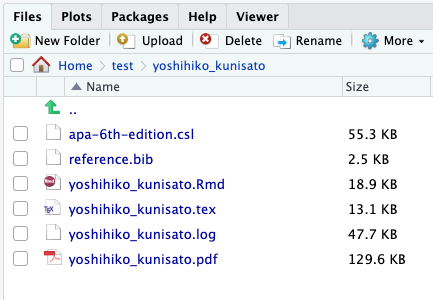 Files Plots Packages Help Viewer
New Folder Upload Delete Rename More
Home test yoshihiko_kunisato
Name Size
..
apa-6th-edition.csl 55.3 KB
reference.bib 2.5 KB
Rmd yoshihiko_kunisato.Rmd 18.9 KB
TEX yoshihiko_kunisato.tex 13.1 KB
yoshihiko_kunisato.log 47.7 KB
yoshihiko_kunisato.pdf 129.6 KB